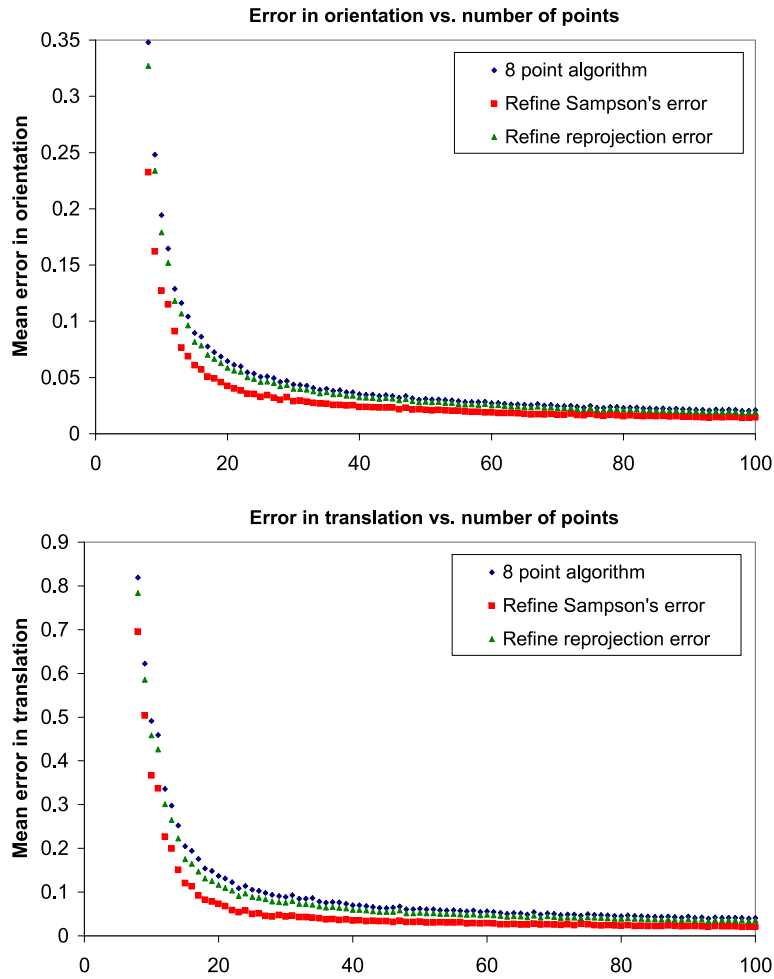 Error in orientation vs. number of points
0.35
0.3
0.25
0.2
0.15
0.1
0.05
0
Mean error in orientation
8 point algorithm
Refine Sampson's error
Refine reprojection error
0 20 40 60 80 100
Error in translation vs. number of points
0.9
0.8
0.7
0.6
0.5
0.4
0.3
0.2
0.1
0
Mean error in translation
8 point algorithm
Refine Sampson's error
Refine reprojection error
0 20 40 60 80 100